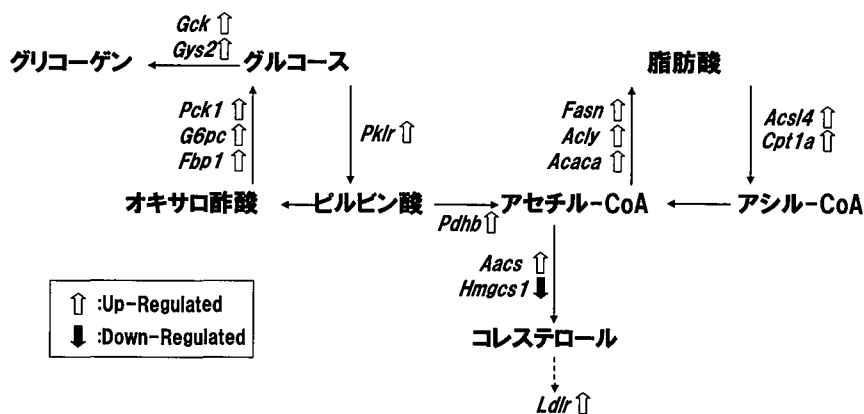 Gck ⇧
Gys2⇧
グリコーゲン グルコース 脂肪酸
Pck1 ⇧
G6pc ⇧
Fbp1 ⇧
Pklr ⇧
Fasn ⇧
Acly ⇧
Acaca ⇧
Acsl4 ⇧
Cpt1a ⇧
オキサロ酢酸 ピルビン酸 アセチル-CoA アシル-CoA
Pdhb ⇧
Aacs ⇧
Hmgcs1 ⬇
⇧ :Up-Regulated
⬇ :Down-Regulated
コレステロール
Ldlr ⇧